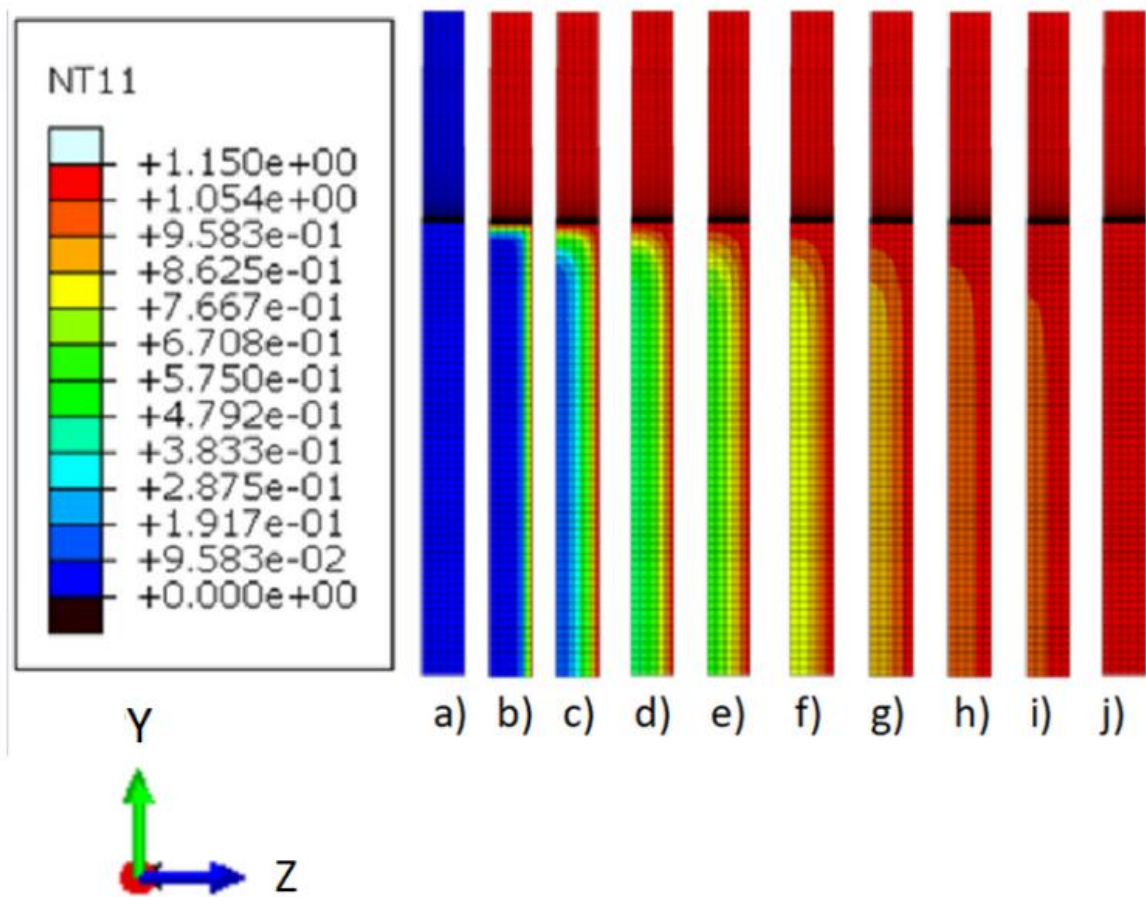 NT11
+1.150e+00
+1.054e+00
+9.583e-01
+8.625e-01
+7.667e-01
+6.708e-01
+5.750e-01
+4.792e-01
+3.833e-01
+2.875e-01
+1.917e-01
+9.583e-02
+0.000e+00
a) b) c) d) e) f) g) h) i) j)
Y
Z